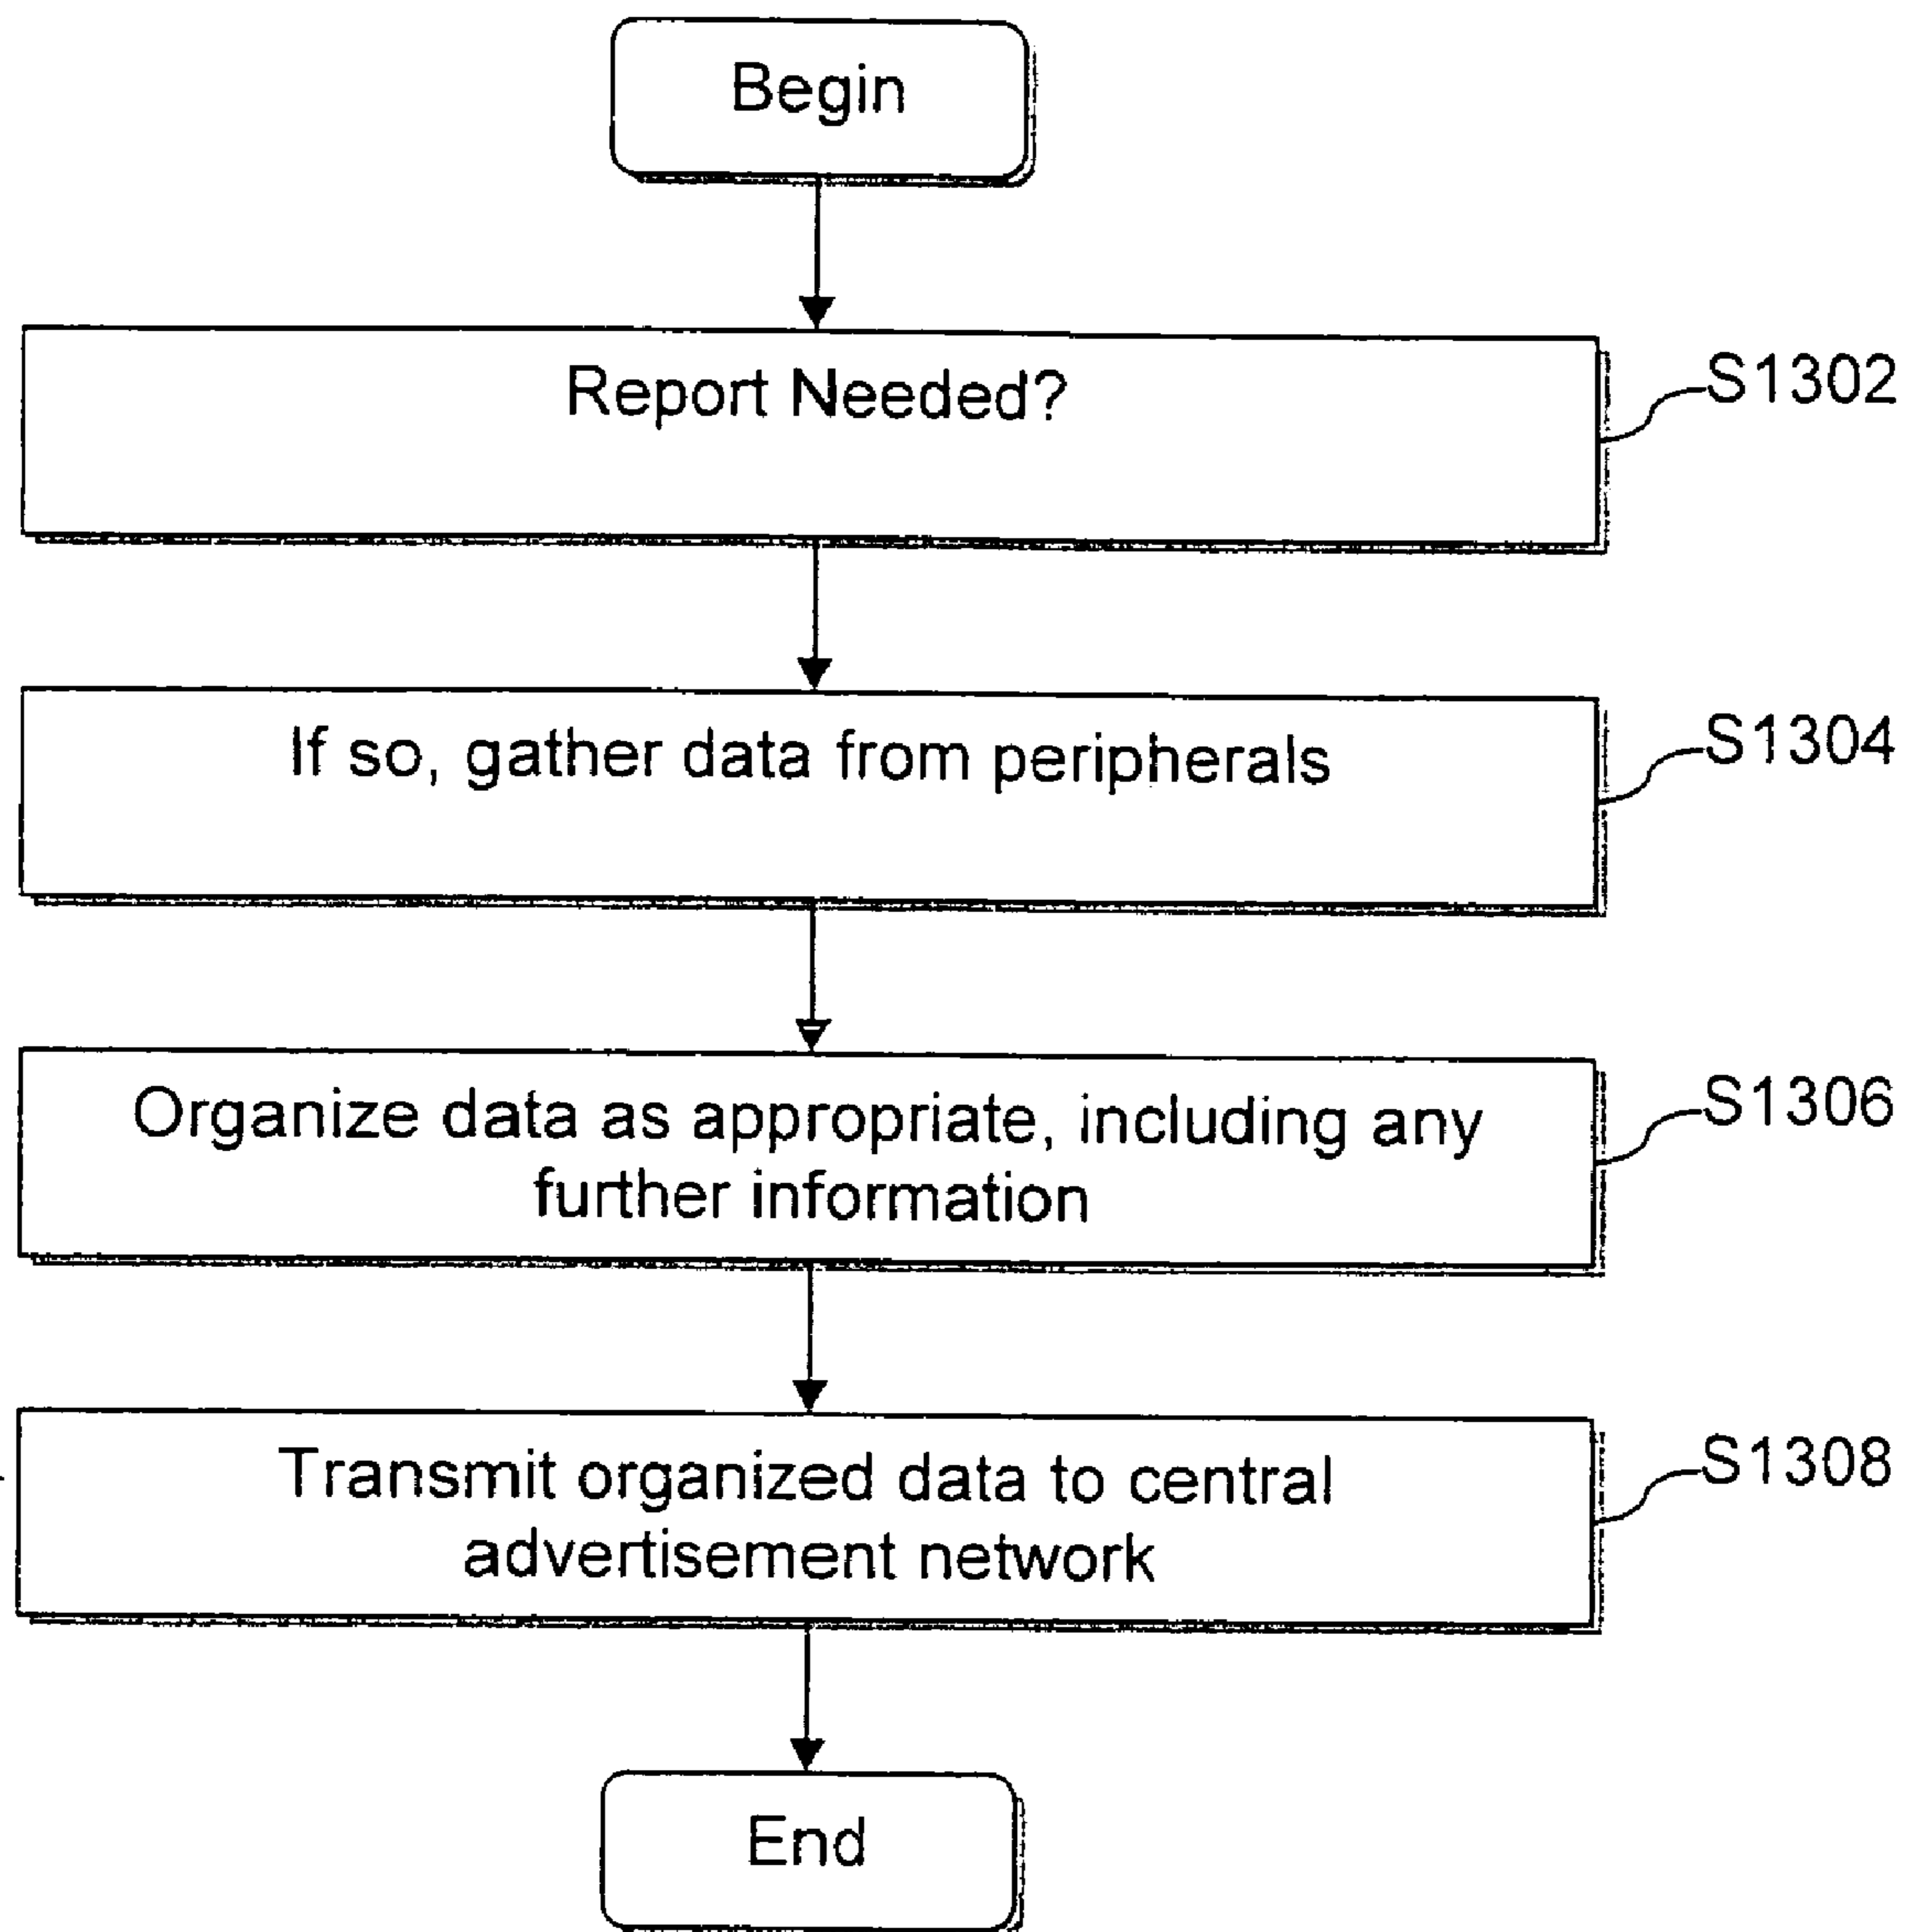 Begin
Report Needed?
S1302
If so, gather data from peripherals
S1304
Organize data as appropriate, including any
further information
S1306
Transmit organized data to central
advertisement network
S1308
End